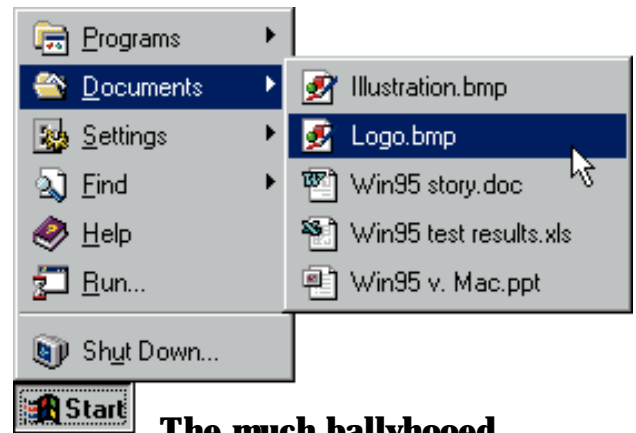 Programs
Documents
Settings
Find
Help
Run...
Shut Down...
Start
Illustration.bmp
Logo.bmp
Win95 story.doc
Win95 test results.xls
Win95 v. Mac.ppt
The much ballyhooed